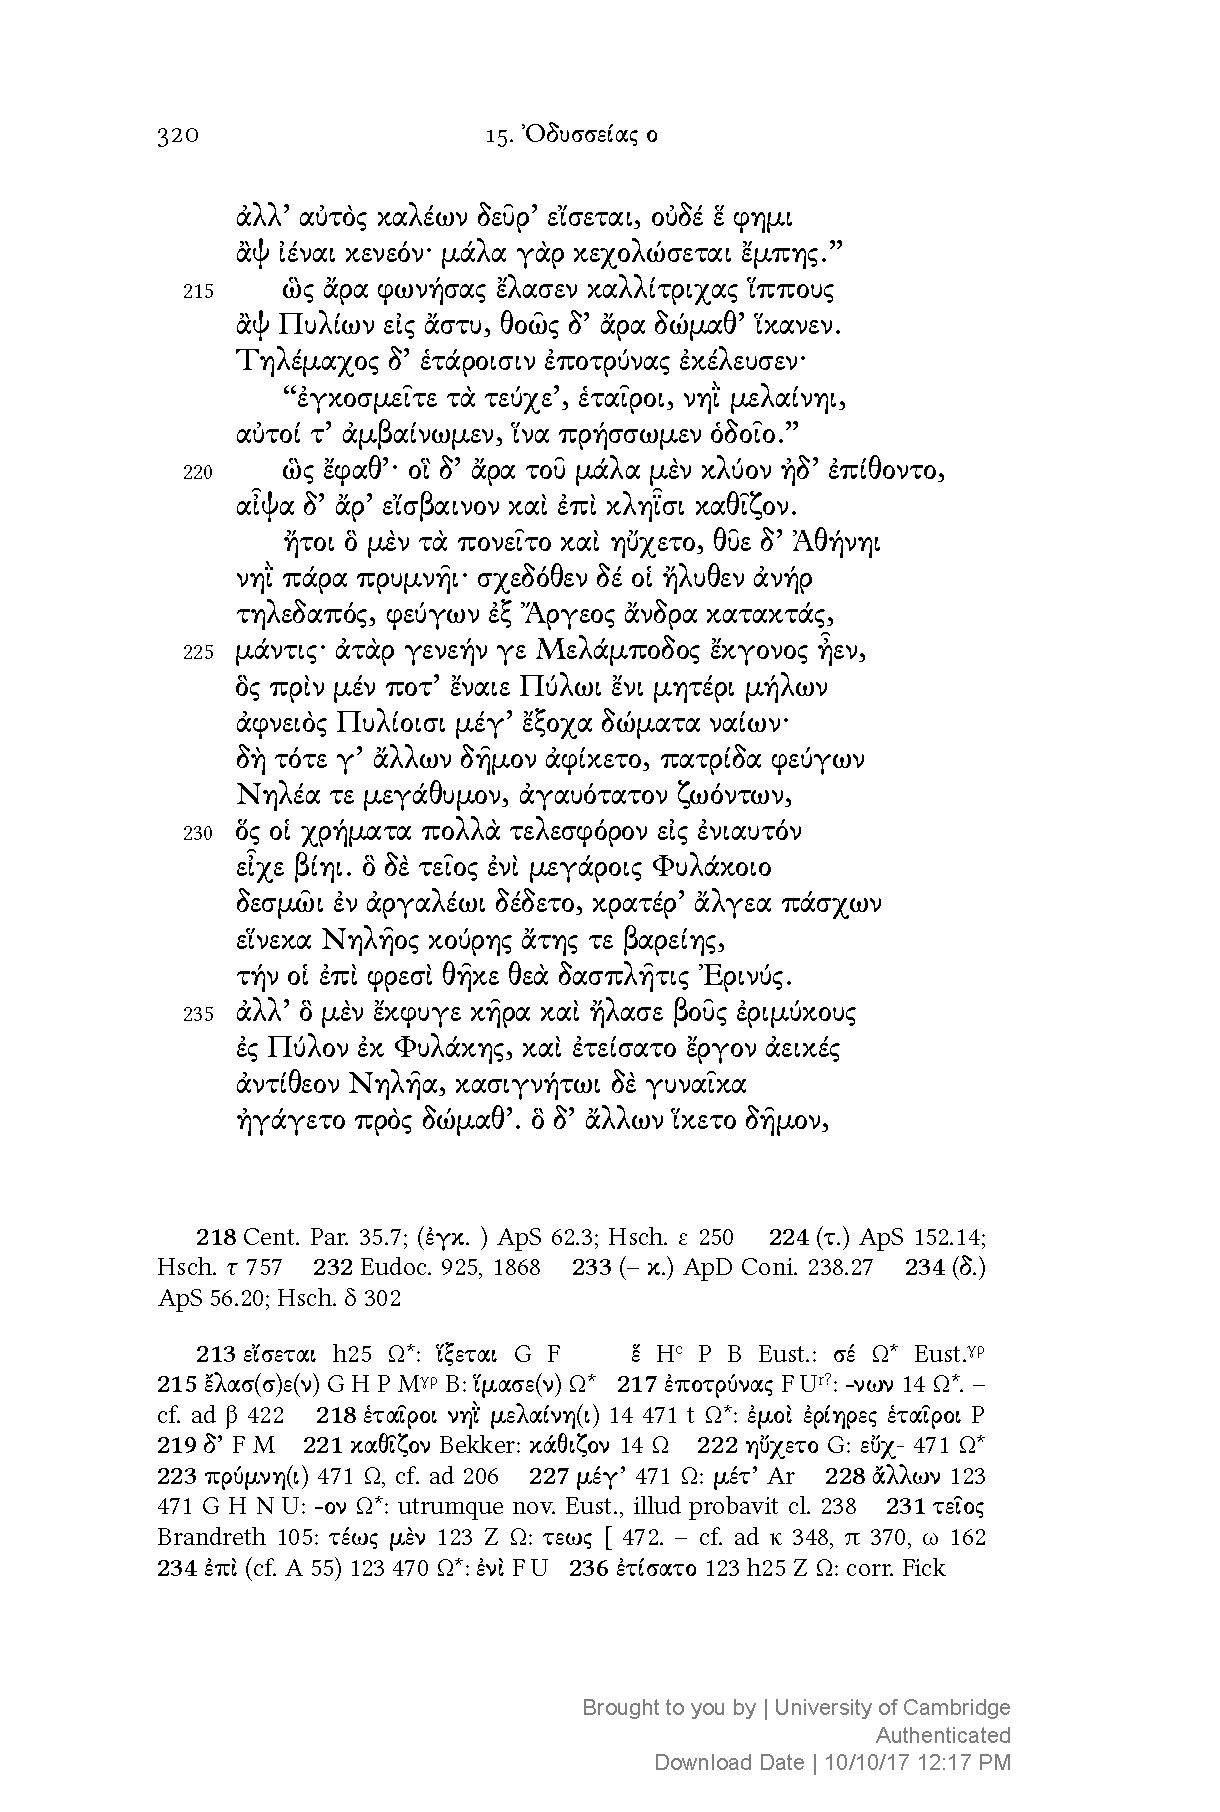 320 15. Ὀδυσσείας ο
ἀλλ’ αὐτὸς καλέων δεῦρ’ εἴσεται, οὐδέ ἕ φημι
ἂψ ἰέναι κενεόν· μάλα γὰρ κεχολώσεται ἔμπης.”
215 ὣς ἄρα φωνήσας ἔλασεν καλλίτριχας ἵππους
ἂψ Πυλίων εἰς ἄστυ, θοῶς δ’ ἄρα δώμαθ’ ἵκανεν.
Τηλέμαχος δ’ ἑτάροισιν ἐποτρύνας ἐκέλευσεν·
“ἐγκοσμεῖτε τὰ τεύχε’, ἑταῖροι, νηῒ μελαίνηι,
αὐτοί τ’ ἀμβαίνωμεν, ἵνα πρήσσωμεν ὁδοῖο.”
220 ὣς ἔφαθ’· οἳ δ’ ἄρα τοῦ μάλα μὲν κλύον ἠδ’ ἐπίθοντο,
αἶψα δ’ ἄρ’ εἴσβαινον καὶ ἐπὶ κληῗσι καθῖζον.
ἤτοι ὃ μὲν τὰ πονεῖτο καὶ ηὔχετο, θῦε δ’ Ἀθήνηι
νηῒ πάρα πρυμνῆι· σχεδόθεν δέ οἱ ἤλυθεν ἀνήρ
τηλεδαπός, φεύγων ἐξ Ἄργεος ἄνδρα κατακτάς,
225 μάντις· ἀτὰρ γενεήν γε Μελάμποδος ἔκγονος ἦεν,
ὃς πρὶν μέν ποτ’ ἔναιε Πύλωι ἔνι μητέρι μήλων
ἀφνειὸς Πυλίοισι μέγ’ ἔξοχα δώματα ναίων·
δὴ τότε γ’ ἄλλων δῆμον ἀφίκετο, πατρίδα φεύγων
Νηλέα τε μεγάθυμον, ἀγαυότατον ζωόντων,
230 ὅς οἱ χρήματα πολλὰ τελεσφόρον εἰς ἐνιαυτόν
εἶχε βίηι. ὃ δὲ τεῖος ἐνὶ μεγάροις Φυλάκοιο
δεσμῶι ἐν ἀργαλέωι δέδετο, κρατέρ’ ἄλγεα πάσχων
εἵνεκα Νηλῆος κούρης ἄτης τε βαρείης,
τήν οἱ ἐπὶ φρεσὶ θῆκε θεὰ δασπλῆτις Ἐρινύς.
235 ἀλλ’ ὃ μὲν ἔκφυγε κῆρα καὶ ἤλασε βοῦς ἐριμύκους
ἐς Πύλον ἐκ Φυλάκης, καὶ ἐτείσατο ἔργον ἀεικές
ἀντίθεον Νηλῆα, κασιγνήτωι δὲ γυναῖκα
ἠγάγετο πρὸς δώμαθ’. ὃ δ’ ἄλλων ἵκετο δῆμον,
218 Cent. Par. 35.7; (ἐγκ. ) ApS 62.3; Hsch. ε 250 224 (τ.) ApS 152.14;
Hsch. τ 757 232 Eudoc. 925, 1868 233 (– κ.) ApD Coni. 238.27 234 (δ.)
ApS 56.20; Hsch. δ 302
213 εἴσεται h25 Ω*: ἵξεται G F ἕ Hᶜ P B Eust.: σέ Ω* Eust.ᵞᵖ
215 ἔλασ(σ)ε(ν) G H P Mᵞᵖ B: ἵμασε(ν) Ω* 217 ἐποτρύνας F Uʳ?: -νων 14 Ω*. –
cf. ad β 422 218 ἑταῖροι νηῒ μελαίνη(ι) 14 471 t Ω*: ἐμοὶ ἐρίηρες ἑταῖροι P
219 δ’ F M 221 καθῖζον Bekker: κάθιζον 14 Ω 222 ηὔχετο G: εὔχ- 471 Ω*
223 πρύμνη(ι) 471 Ω, cf. ad 206 227 μέγ’ 471 Ω: μέτ’ Ar 228 ἄλλων 123
471 G H N U: -ον Ω*: utrumque nov. Eust., illud probavit cl. 238 231 τεῖος
Brandreth 105: τέως μὲν 123 Z Ω: τεως [ 472. – cf. ad κ 348, π 370, ω 162
234 ἐπὶ (cf. A 55) 123 470 Ω*: ἐνὶ F U 236 ἐτίσατο 123 h25 Z Ω: corr. Fick
Brought to you by | University of Cambridge
Authenticated
Download Date | 10/10/17 12:17 PM